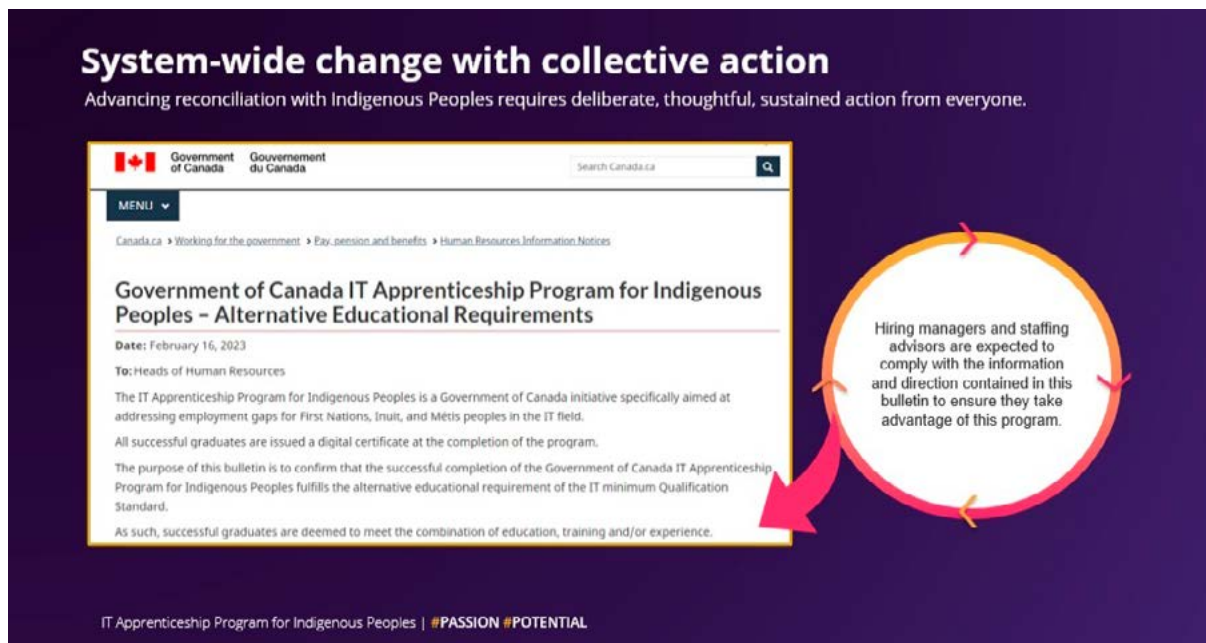 System-wide change with collective action
Advancing reconciliation with Indigenous Peoples requires deliberate, thoughtful, sustained action from everyone.
Government of Canada
Gouvernement du Canada
Search Canada.ca
MENU
Canada.ca > Working for the government > Pay, pension and benefits > Human Resources Information Notices
Government of Canada IT Apprenticeship Program for Indigenous
Peoples – Alternative Educational Requirements
Date: February 16, 2023
To: Heads of Human Resources
The IT Apprenticeship Program for Indigenous Peoples is a Government of Canada initiative specifically aimed at
addressing employment gaps for First Nations, Inuit, and Métis peoples in the IT field.
All successful graduates are issued a digital certificate at the completion of the program.
The purpose of this bulletin is to confirm that the successful completion of the Government of Canada IT Apprenticeship
Program for Indigenous Peoples fulfills the alternative educational requirement of the IT minimum Qualification
Standard.
As such, successful graduates are deemed to meet the combination of education, training and/or experience.
Hiring managers and staffing
advisors are expected to
comply with the information
and direction contained in this
bulletin to ensure they take
advantage of this program.
IT Apprenticeship Program for Indigenous Peoples | #PASSION #POTENTIAL